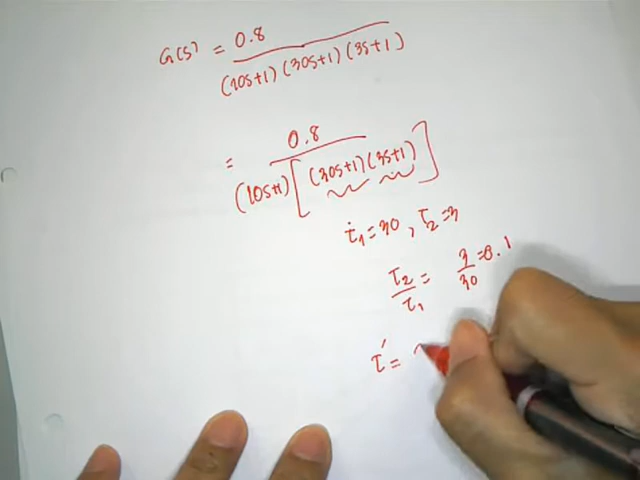 G(s) = 0.8 / (10s+1)(30s+1)(3s+1)
= 0.8 / (10s+1)[(30s+1)(3s+1)]
τ₁=30, τ₂=3
τ₂/τ₁ = 3/30 =0.1
τ' =